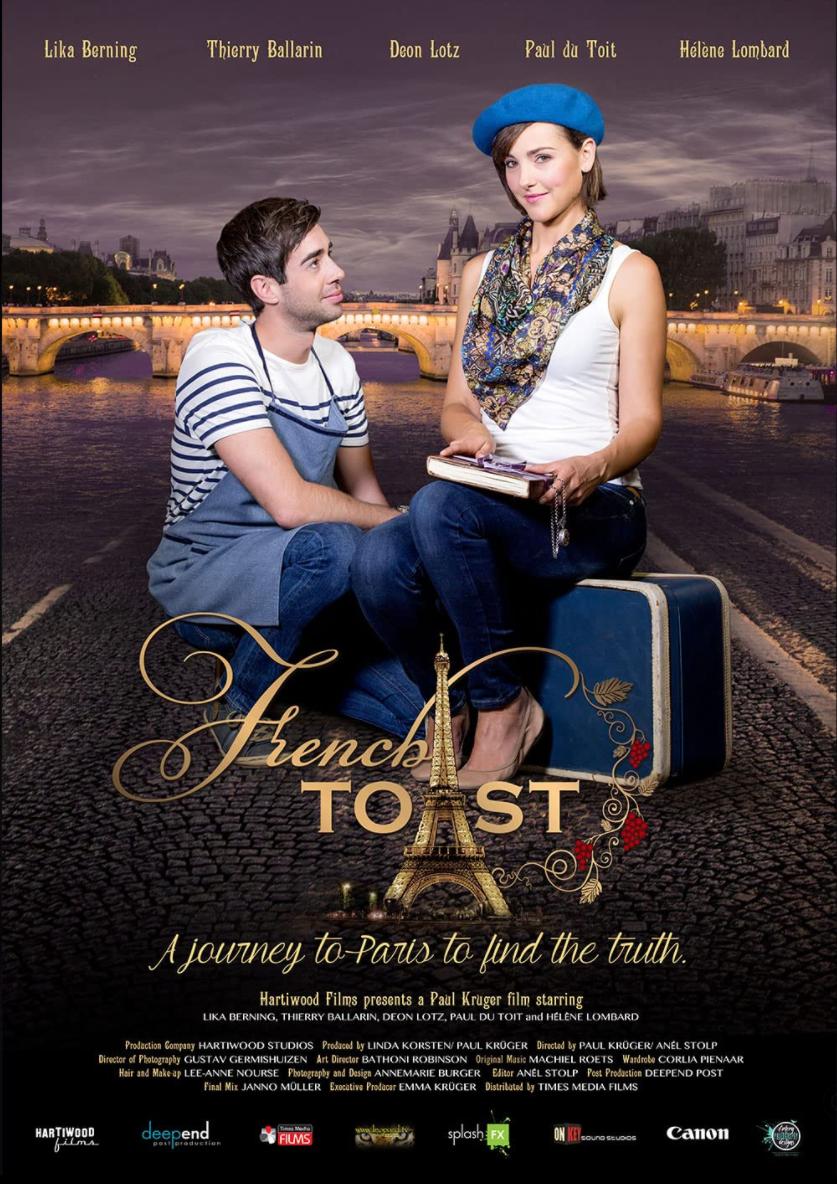 Lika Berning Thierry Ballarin Deon Lotz Paul du Toit Hélène Lombard
French
TOAST
A journey to Paris to find the truth.
Hartiwood Films presents a Paul Krüger film starring
LIKA BERNING, THIERRY BALLARIN, DEON LOTZ, PAUL DU TOIT and HÉLÈNE LOMBARD
Production Company HARTIWOOD STUDIOS Produced by LINDA KORSTEN/ PAUL KRÜGER Directed by PAUL KRÜGER/ ANÉL STOLP
Director of Photography GUSTAV GERMISHUIZEN Art Director BATHONI ROBINSON Original Music MACHIEL ROETS Wardrobe CORLIA PIENAAR
Hair and Make-up LEE-ANNE NOURSE Photography and Design ANNEMARIE BURGER Editor ANÉL STOLP Post Production DEEPEND POST
Final Mix JANNO MÜLLER Executive Producer EMMA KRÜGER Distributed by TIMES MEDIA FILMS
HARTIWOOD
films
deepend
post production
Times Media
FILMS
splash FX
ON KEY SOUND STUDIOS
Canon